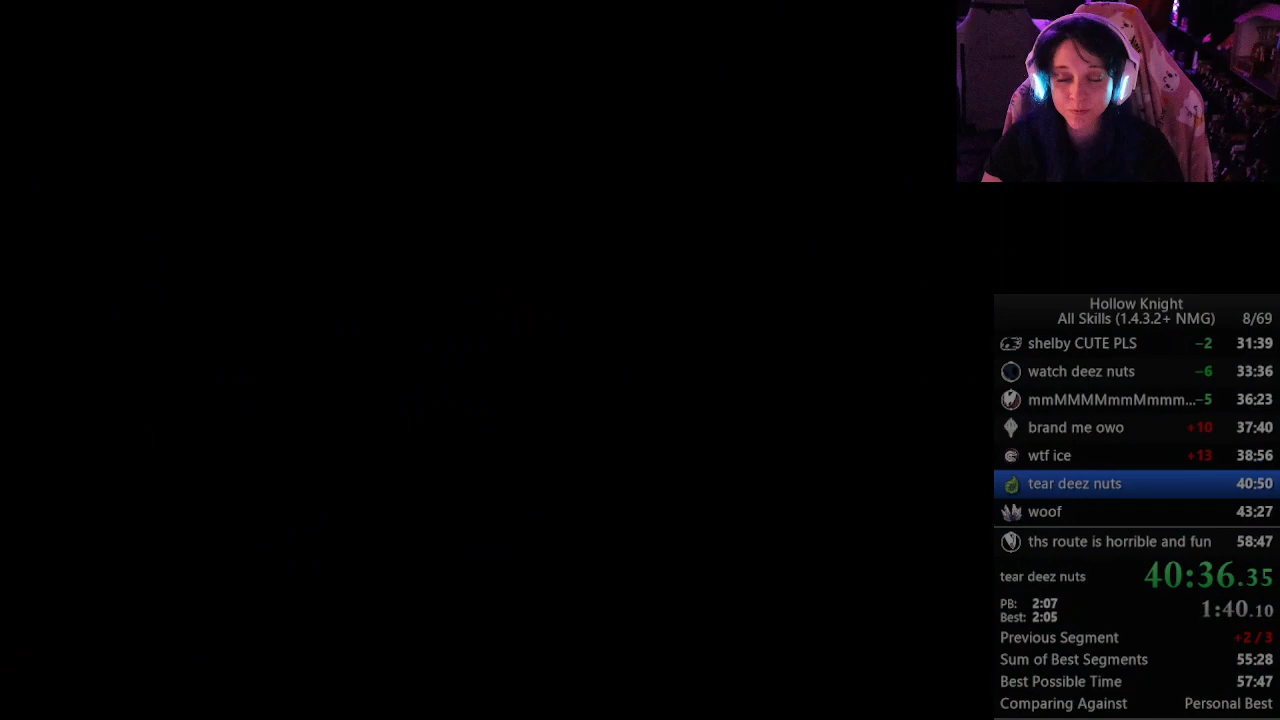 Hollow Knight
All Skills (1.4.3.2+ NMG) 8/69
shelby CUTE PLS −2 31:39
watch deez nuts −6 33:36
mmMMMMmmMmmm... −5 36:23
brand me owo +10 37:40
wtf ice +13 38:56
tear deez nuts 40:50
woof 43:27
ths route is horrible and fun 58:47
tear deez nuts 40:36.35
PB: 2:07 1:40.10
Best: 2:05
Previous Segment +2 / 3
Sum of Best Segments 55:28
Best Possible Time 57:47
Comparing Against Personal Best